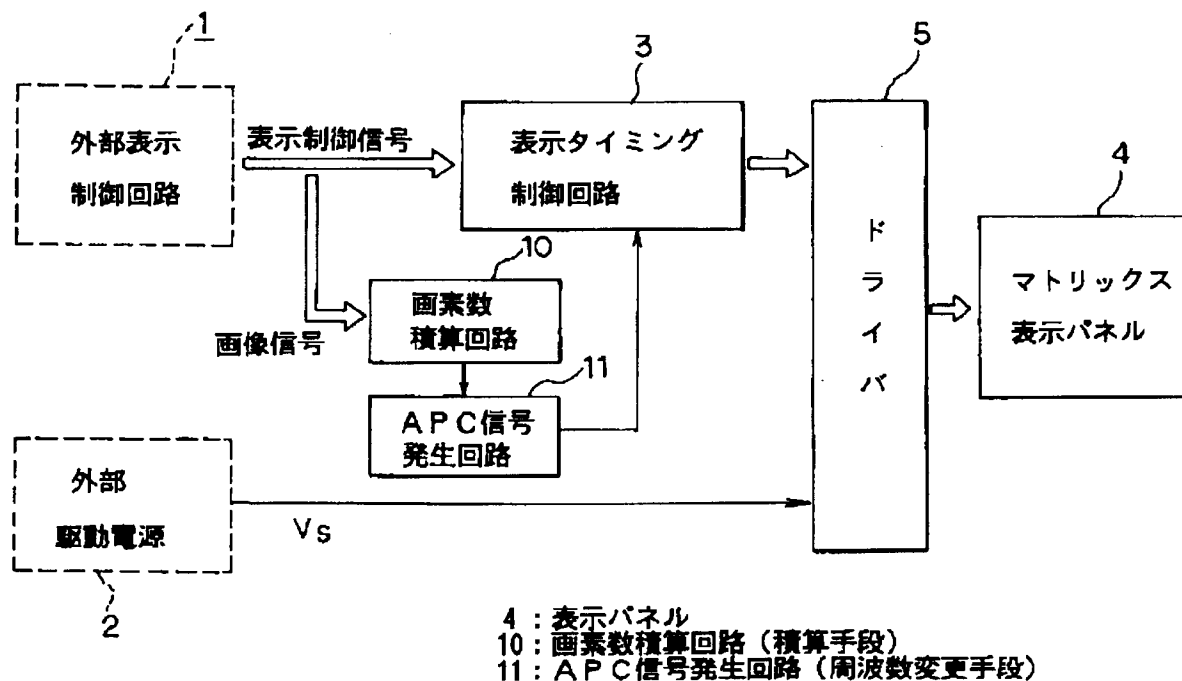 1
外部表示
制御回路
表示制御信号
3
表示タイミング
制御回路
5
ドライバ
4
マトリックス
表示パネル
10
画素数
積算回路
画像信号
11
APC信号
発生回路
外部
駆動電源
2
Vs
4:表示パネル
10:画素数積算回路(積算手段)
11:APC信号発生回路(周波数変更手段)